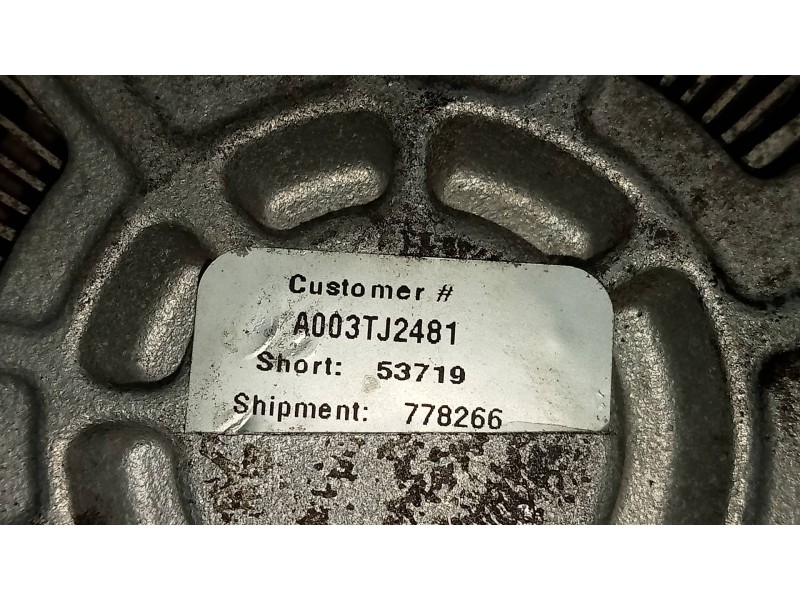 Customer #
A003TJ2481
Short: 53719
Shipment: 778266